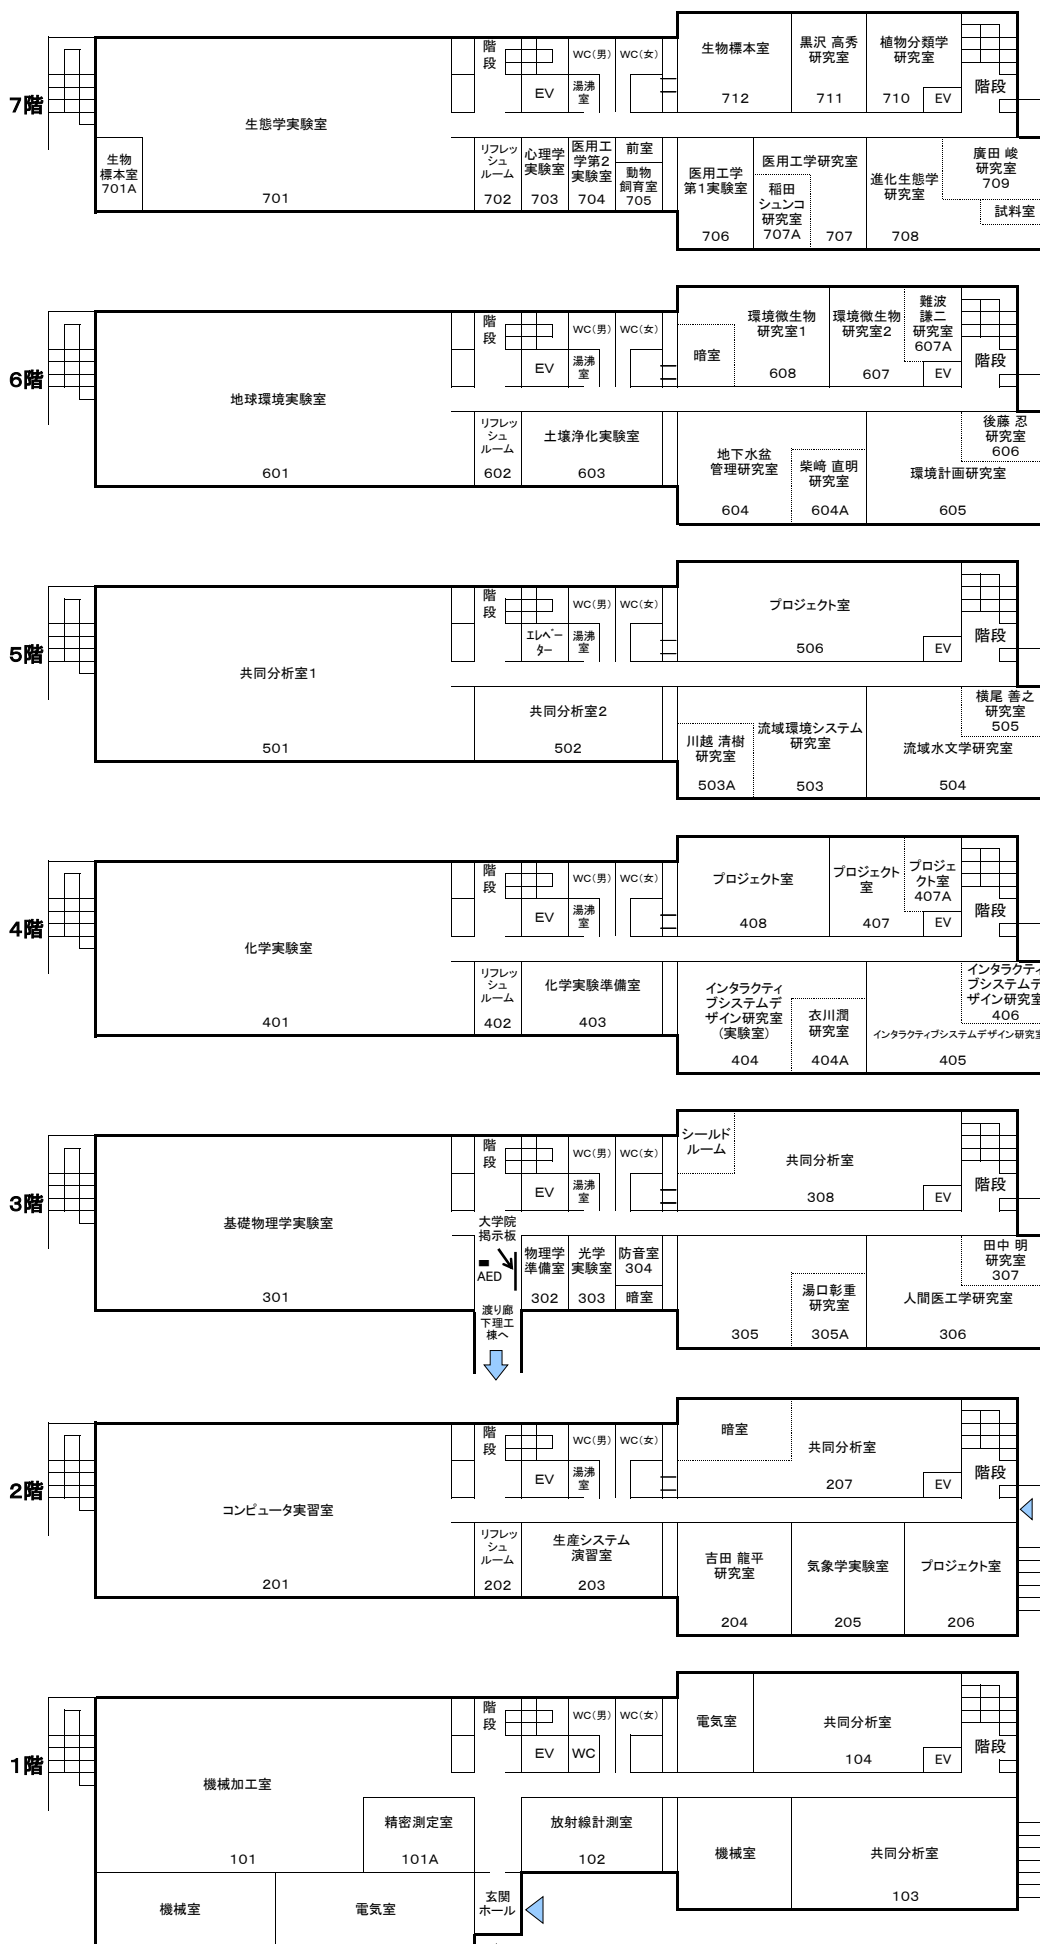 7階
生態学実験室
701
生物
標本室
701A
階
段
EV
WC(男)
湯沸
室
WC(女)
リフレッ
シュ
ルーム
702
心理学
実験室
703
医用工
学第2
実験室
704
前室
動物
飼育室
705
生物標本室
712
黒沢 高秀
研究室
711
植物分類学
研究室
710
EV
階段
医用工学
第1実験室
706
医用工学研究室
稲田
シュンコ
研究室
707A
707
進化生態学
研究室
708
廣田 峻
研究室
709
試料室
6階
地球環境実験室
601
階
段
EV
WC(男)
湯沸
室
WC(女)
リフレッ
シュ
ルーム
602
土壌浄化実験室
603
暗室
環境微生物
研究室1
608
環境微生物
研究室2
607
難波
謙二
研究室
607A
EV
階段
地下水盆
管理研究室
604
柴﨑 直明
研究室
604A
環境計画研究室
605
後藤 忍
研究室
606
5階
共同分析室1
501
階
段
エレベー
ター
WC(男)
湯沸
室
WC(女)
共同分析室2
502
プロジェクト室
506
EV
階段
川越 清樹
研究室
503A
流域環境システム
研究室
503
流域水文学研究室
504
横尾 善之
研究室
505
4階
化学実験室
401
階
段
EV
WC(男)
湯沸
室
WC(女)
リフレッ
シュ
ルーム
402
化学実験準備室
403
プロジェクト室
408
プロジェクト
室
407
プロジェ
クト室
407A
EV
階段
インタラクティ
ブシステムデ
ザイン研究室
(実験室)
404
衣川潤
研究室
404A
インタラクティブシステムデザイン研究室
405
インタラクティ
ブシステムデ
ザイン研究室
406
3階
基礎物理学実験室
301
階
段
EV
WC(男)
湯沸
室
WC(女)
大学院
掲示板
AED
渡り廊
下理工
棟へ
物理学
準備室
302
光学
実験室
303
防音室
304
暗室
シールド
ルーム
共同分析室
308
EV
階段
305
湯口彰重
研究室
305A
人間医工学研究室
306
田中 明
研究室
307
2階
コンピュータ実習室
201
階
段
EV
WC(男)
湯沸
室
WC(女)
リフレッ
シュ
ルーム
202
生産システム
演習室
203
暗室
共同分析室
207
EV
階段
吉田 龍平
研究室
204
気象学実験室
205
プロジェクト室
206
1階
機械加工室
101
精密測定室
101A
機械室
電気室
階
段
EV
WC(男)
WC
WC(女)
放射線計測室
102
玄関
ホール
電気室
共同分析室
104
EV
階段
機械室
共同分析室
103